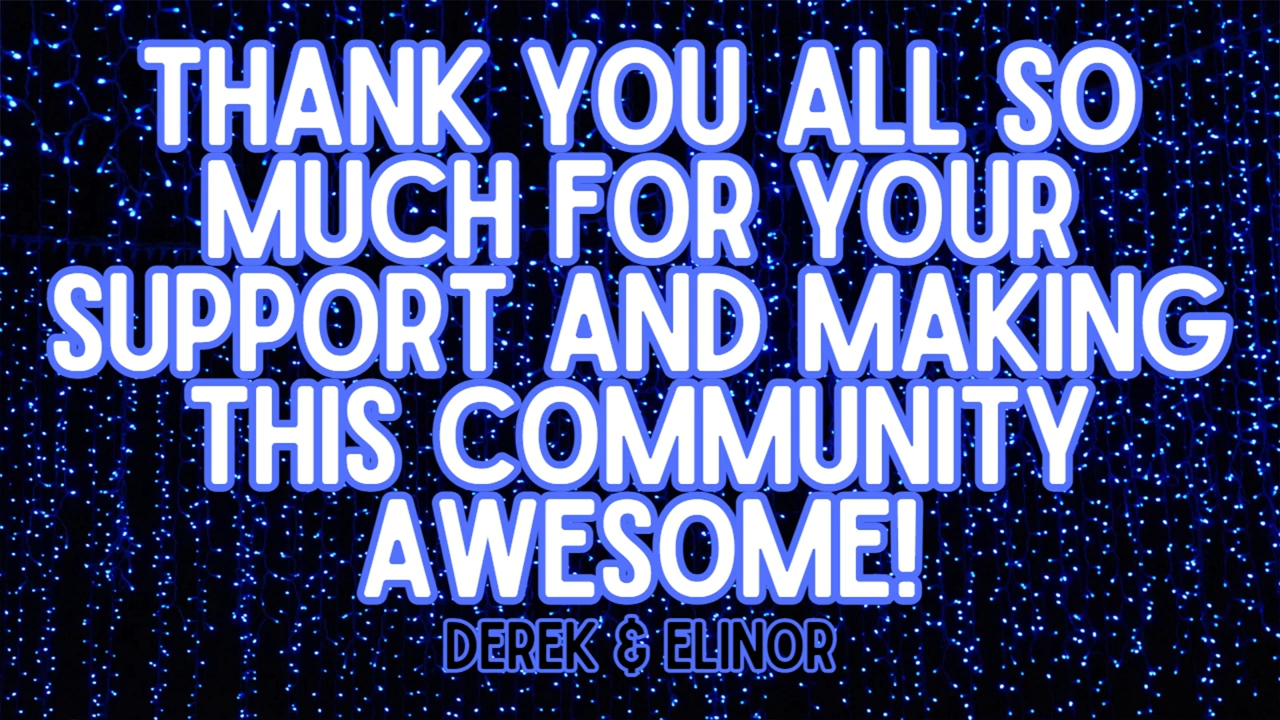 THANK YOU ALL SO
MUCH FOR YOUR
SUPPORT AND MAKING
THIS COMMUNITY
AWESOME!
DEREK & ELINOR